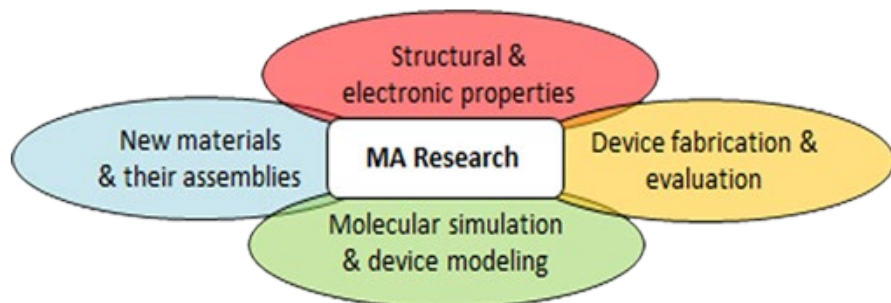 Structural &
electronic properties
New materials
& their assemblies
MA Research
Device fabrication &
evaluation
Molecular simulation
& device modeling